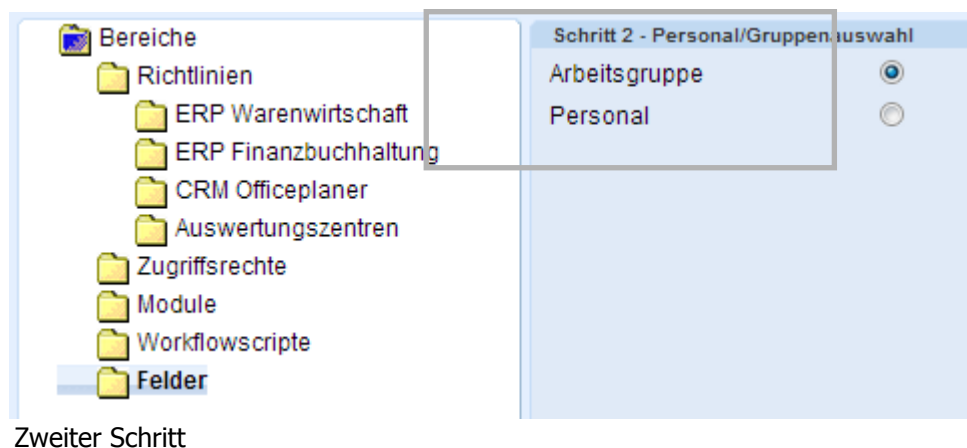 Bereiche
Richtlinien
ERP Warenwirtschaft
ERP Finanzbuchhaltung
CRM Officeplaner
Auswertungszentren
Zugriffsrechte
Module
Workflowscripte
Felder
Schritt 2 - Personal/Gruppenauswahl
Arbeitsgruppe
Personal
Zweiter Schritt